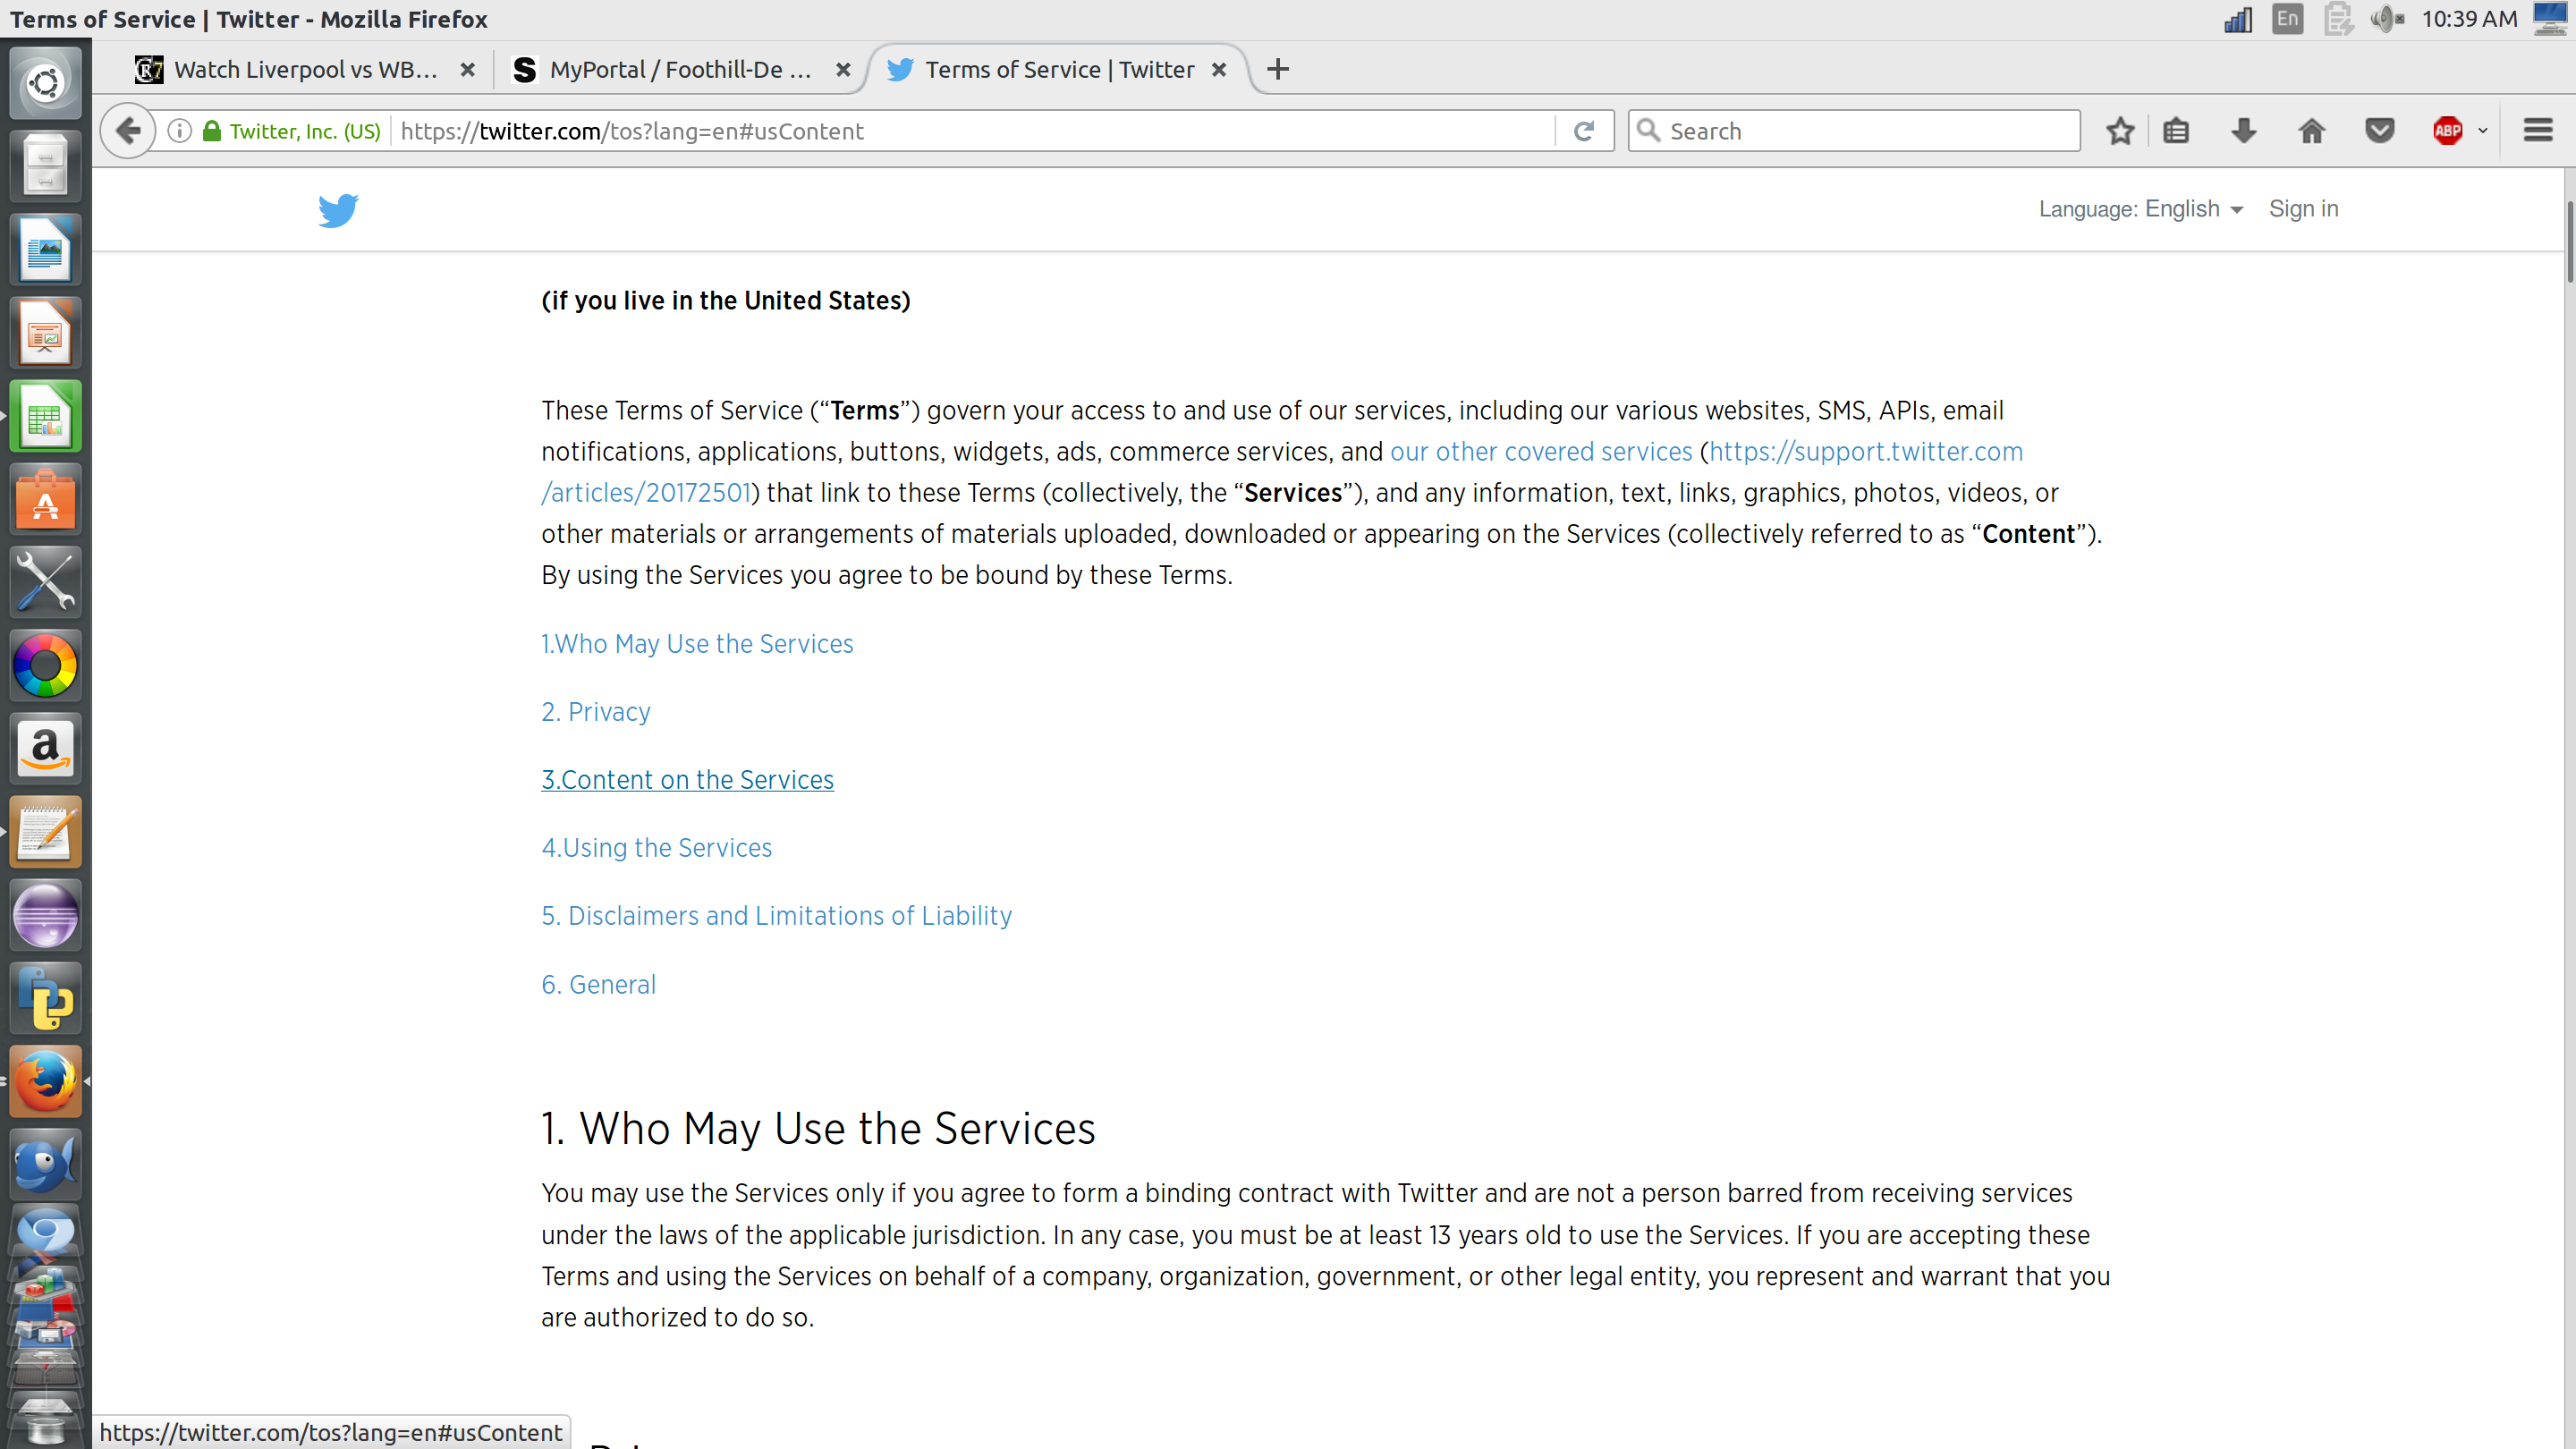 Terms of Service | Twitter - Mozilla Firefox
En
10:39 AM
Watch Liverpool vs WB...
MyPortal / Foothill-De ...
Terms of Service | Twitter
Twitter, Inc. (US)
https://twitter.com/tos?lang=en#usContent
Search
ABP
Language: English
Sign in
(if you live in the United States)
These Terms of Service (“Terms”) govern your access to and use of our services, including our various websites, SMS, APIs, email
notifications, applications, buttons, widgets, ads, commerce services, and our other covered services (https://support.twitter.com
/articles/20172501) that link to these Terms (collectively, the “Services”), and any information, text, links, graphics, photos, videos, or
other materials or arrangements of materials uploaded, downloaded or appearing on the Services (collectively referred to as “Content”).
By using the Services you agree to be bound by these Terms.
1.Who May Use the Services
2. Privacy
3.Content on the Services
4.Using the Services
5. Disclaimers and Limitations of Liability
6. General
1. Who May Use the Services
You may use the Services only if you agree to form a binding contract with Twitter and are not a person barred from receiving services
under the laws of the applicable jurisdiction. In any case, you must be at least 13 years old to use the Services. If you are accepting these
Terms and using the Services on behalf of a company, organization, government, or other legal entity, you represent and warrant that you
are authorized to do so.
https://twitter.com/tos?lang=en#usContent